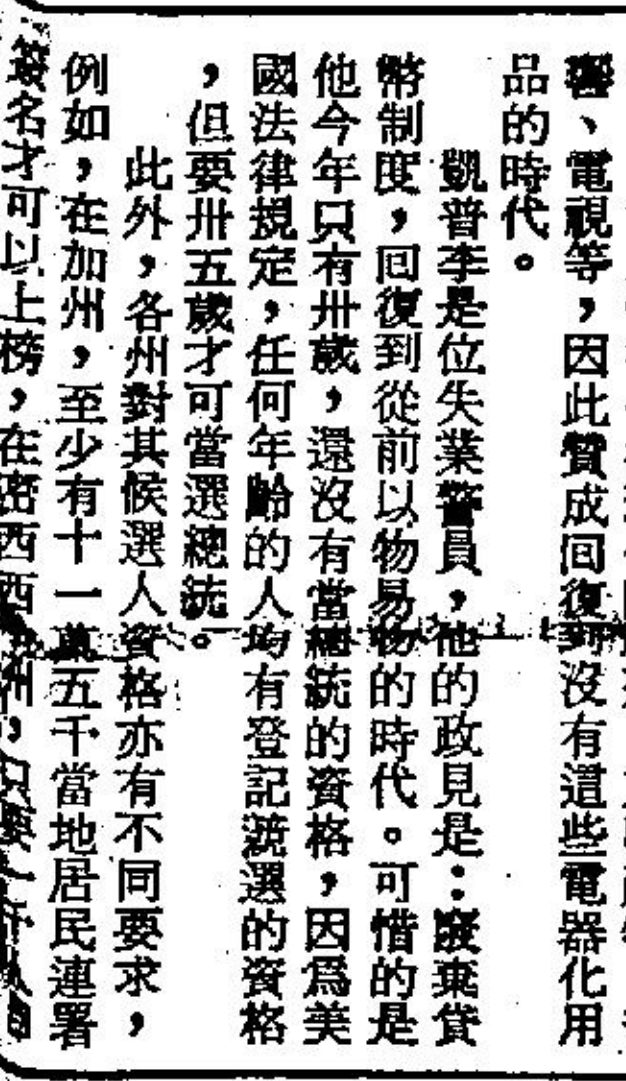 響、電視等，因此贊成回復到沒有這些電器化用
品的時代。
凱普李是位失業警員，他的政見是：廢棄貨
幣制度，回復到從前以物易物的時代。可惜的是
他今年只有卅歲，還沒有當總統的資格，因爲美
國法律規定，任何年齡的人均有登記競選的資格
，但要卅五歲才可當選總統。
此外，各州對其候選人資格亦有不同要求，
例如，在加州，至少有十一萬五千當地居民連署
簽名才可以上榜，在密西西 州，只要一千人